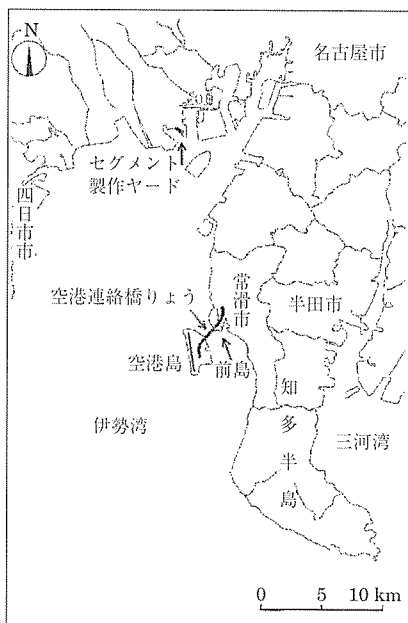 N
名古屋市
セグメント
製作ヤード
四日市市
常滑市
空港連絡橋りょう
半田市
空港島
前島
知多半島
伊勢湾
三河湾
0 5 10 km